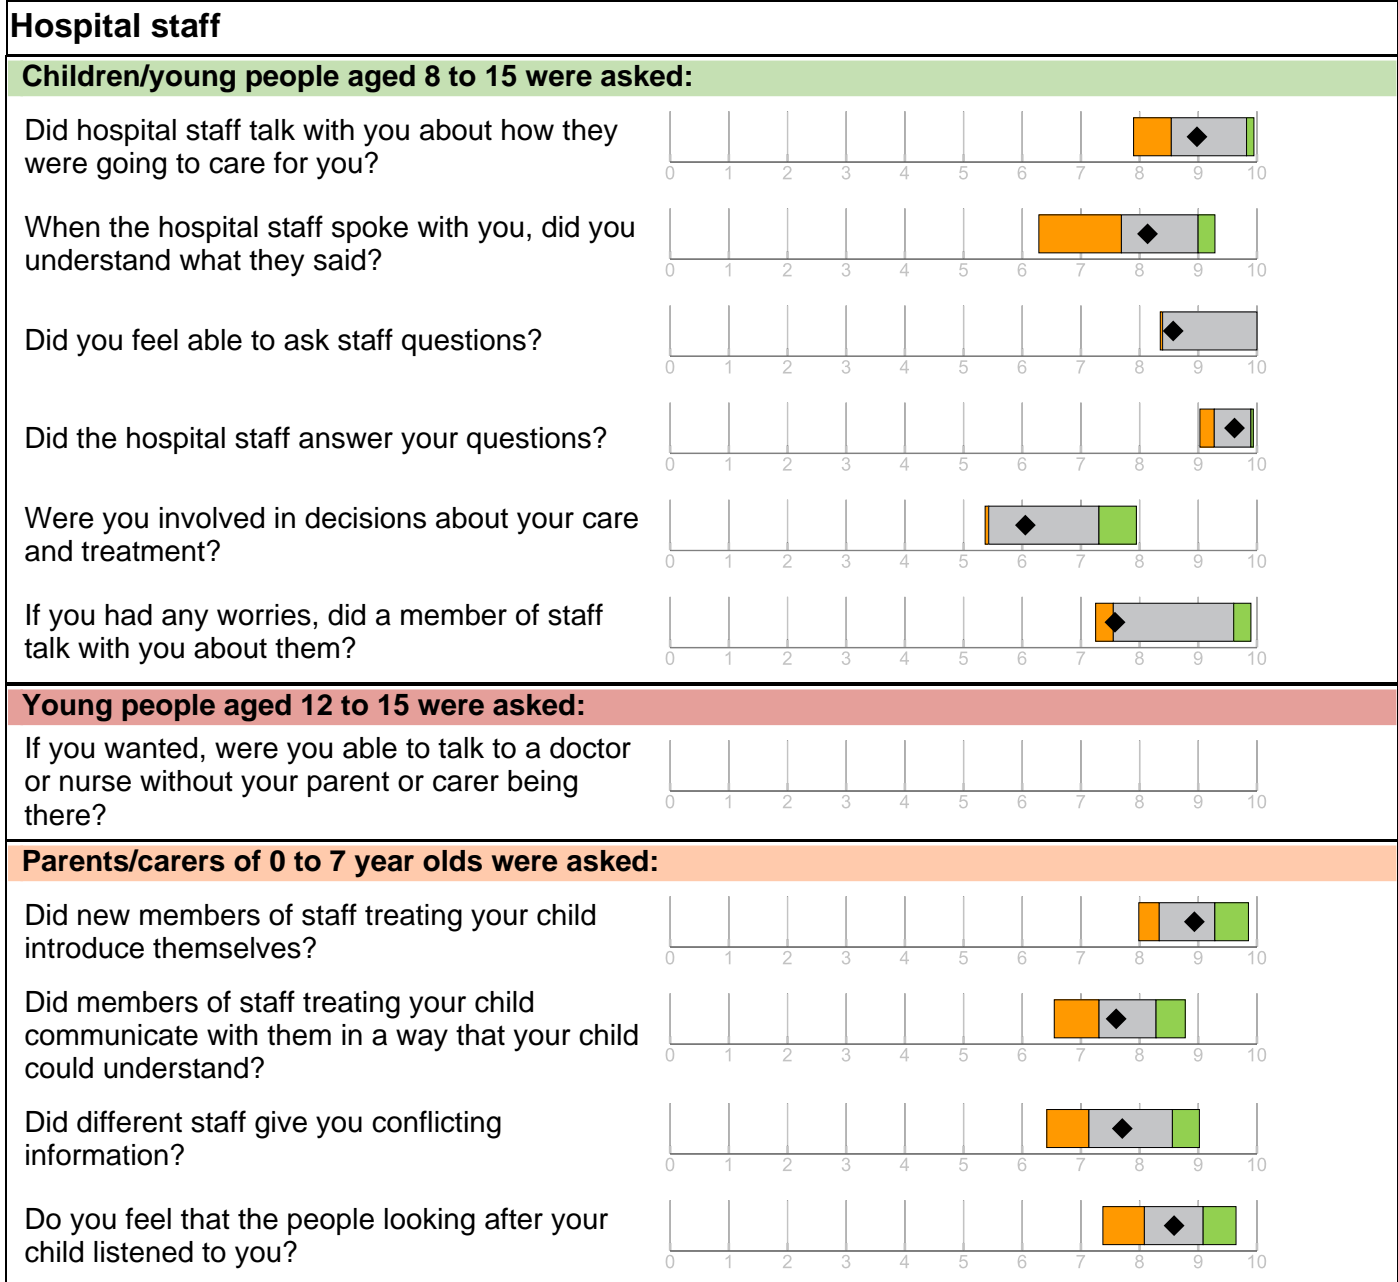 Hospital staff
Children/young people aged 8 to 15 were asked:
Did hospital staff talk with you about how they
were going to care for you?
0 1 2 3 4 5 6 7 8 9 10
When the hospital staff spoke with you, did you
understand what they said?
0 1 2 3 4 5 6 7 8 9 10
Did you feel able to ask staff questions?
0 1 2 3 4 5 6 7 8 9 10
Did the hospital staff answer your questions?
0 1 2 3 4 5 6 7 8 9 10
Were you involved in decisions about your care
and treatment?
0 1 2 3 4 5 6 7 8 9 10
If you had any worries, did a member of staff
talk with you about them?
0 1 2 3 4 5 6 7 8 9 10
Young people aged 12 to 15 were asked:
If you wanted, were you able to talk to a doctor
or nurse without your parent or carer being
there?
0 1 2 3 4 5 6 7 8 9 10
Parents/carers of 0 to 7 year olds were asked:
Did new members of staff treating your child
introduce themselves?
0 1 2 3 4 5 6 7 8 9 10
Did members of staff treating your child
communicate with them in a way that your child
could understand?
0 1 2 3 4 5 6 7 8 9 10
Did different staff give you conflicting
information?
0 1 2 3 4 5 6 7 8 9 10
Do you feel that the people looking after your
child listened to you?
0 1 2 3 4 5 6 7 8 9 10